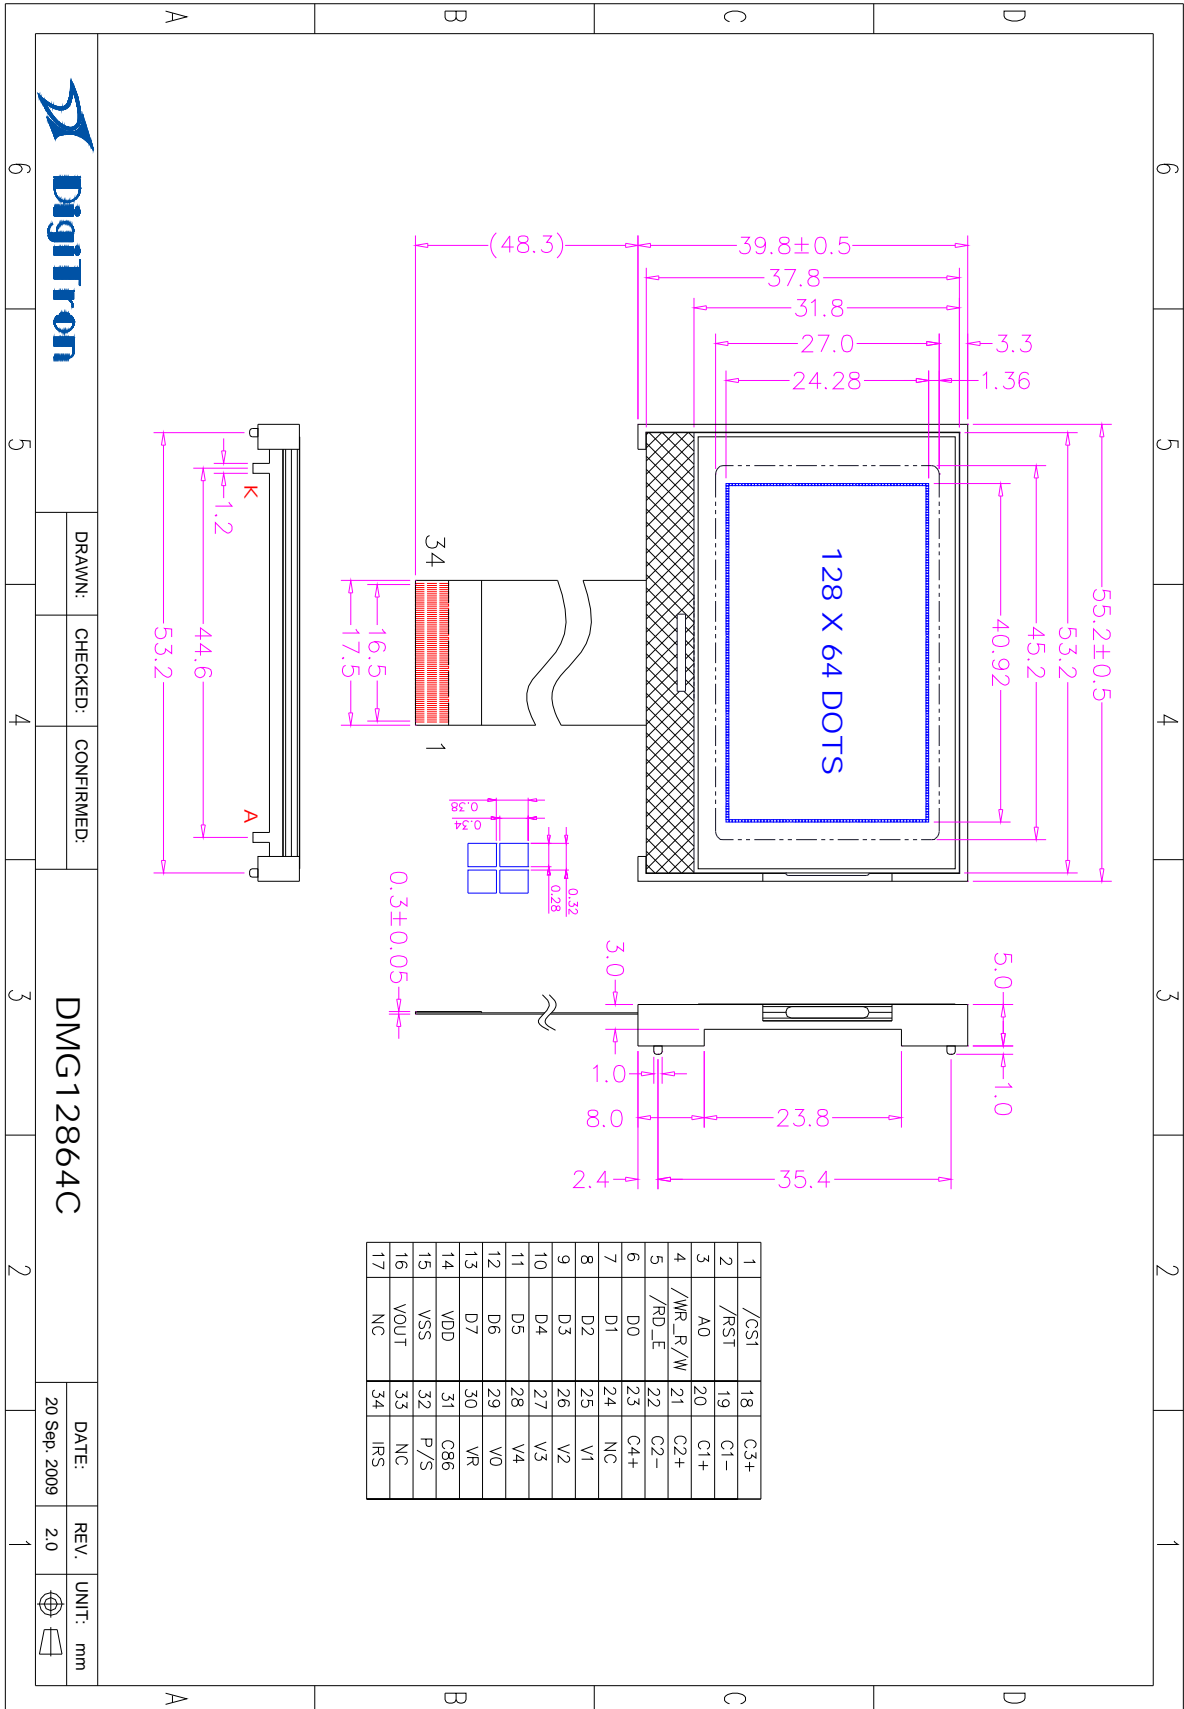 D
C
B
A
6
5
4
3
2
1
55.2±0.5
53.2
45.2
40.92
39.8±0.5
37.8
31.8
27.0
24.28
3.3
1.36
(48.3)
128 X 64 DOTS
34
1
16.5
17.5
0.38
0.34
0.32
0.28
5.0
1.0
3.0
1.0
8.0
23.8
2.4
35.4
0.3±0.05
1 /CS1 18 C3+
2 /RST 19 C1-
3 A0 20 C1+
4 /WR_R/W 21 C2+
5 /RD_E 22 C2-
6 D0 23 C4+
7 D1 24 NC
8 D2 25 V1
9 D3 26 V2
10 D4 27 V3
11 D5 28 V4
12 D6 29 V0
13 D7 30 VR
14 VDD 31 C86
15 VSS 32 P/S
16 VOUT 33 NC
17 NC 34 IRS
K
A
1.2
44.6
53.2
DigiTron
DRAWN:
CHECKED:
CONFIRMED:
DMG12864C
DATE:
20 Sep. 2009
REV.
2.0
UNIT: mm
6
5
4
3
2
1
D
C
B
A